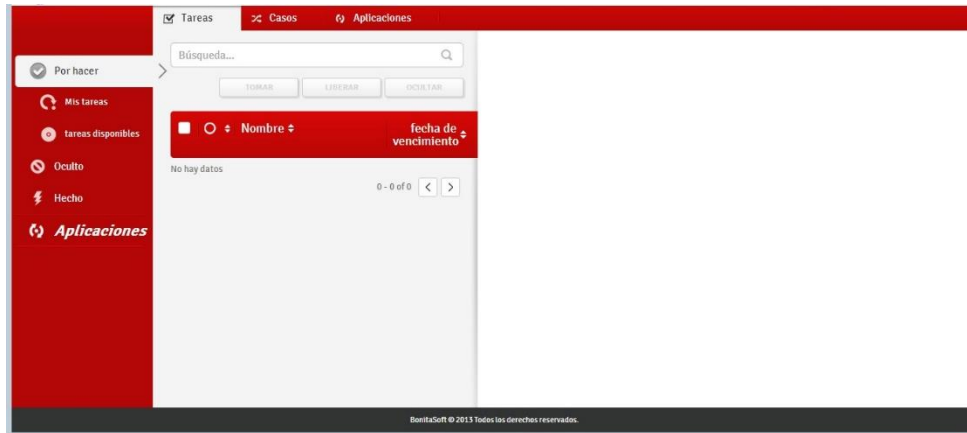 Tareas
Casos
Aplicaciones
Por hacer
Mis tareas
tareas disponibles
Oculto
Hecho
Aplicaciones
Búsqueda...
TOMAR
LIBERAR
OCULTAR
Nombre
fecha de
vencimiento
No hay datos
0 - 0 of 0
BonitaSoft © 2013 Todos los derechos reservados.